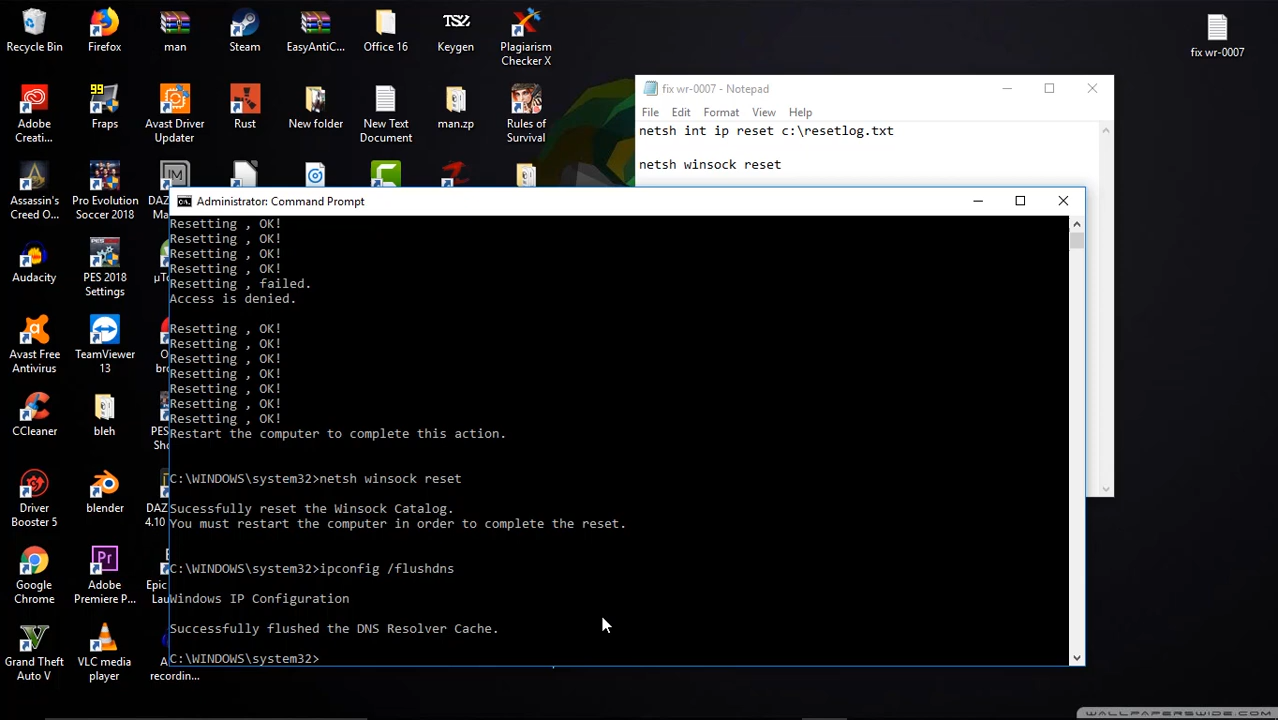 Recycle Bin
Firefox
man
Steam
EasyAntiC...
Office 16
Keygen
Plagiarism
Checker X
fix wr-0007
Adobe
Creati...
99
Fraps
Avast Driver
Updater
Rust
New folder
New Text
Document
man.zp
Rules of
Survival
Assassin's
Creed O...
Pro Evolution
Soccer 2018
Audacity
PES 2018
Settings
Avast Free
Antivirus
TeamViewer
13
CCleaner
bleh
Driver
Booster 5
blender
Google
Chrome
Adobe
Premiere P...
Grand Theft
Auto V
VLC media
player
recordin...
fix wr-0007 - Notepad
File Edit Format View Help
netsh int ip reset c:\resetlog.txt
netsh winsock reset
Administrator: Command Prompt
Resetting , OK!
Resetting , OK!
Resetting , OK!
Resetting , OK!
Resetting , failed.
Access is denied.
Resetting , OK!
Resetting , OK!
Resetting , OK!
Resetting , OK!
Resetting , OK!
Resetting , OK!
Resetting , OK!
Restart the computer to complete this action.
C:\WINDOWS\system32>netsh winsock reset
Sucessfully reset the Winsock Catalog.
You must restart the computer in order to complete the reset.
C:\WINDOWS\system32>ipconfig /flushdns
Windows IP Configuration
Successfully flushed the DNS Resolver Cache.
C:\WINDOWS\system32>
WALLPAPERSWIDE.COM